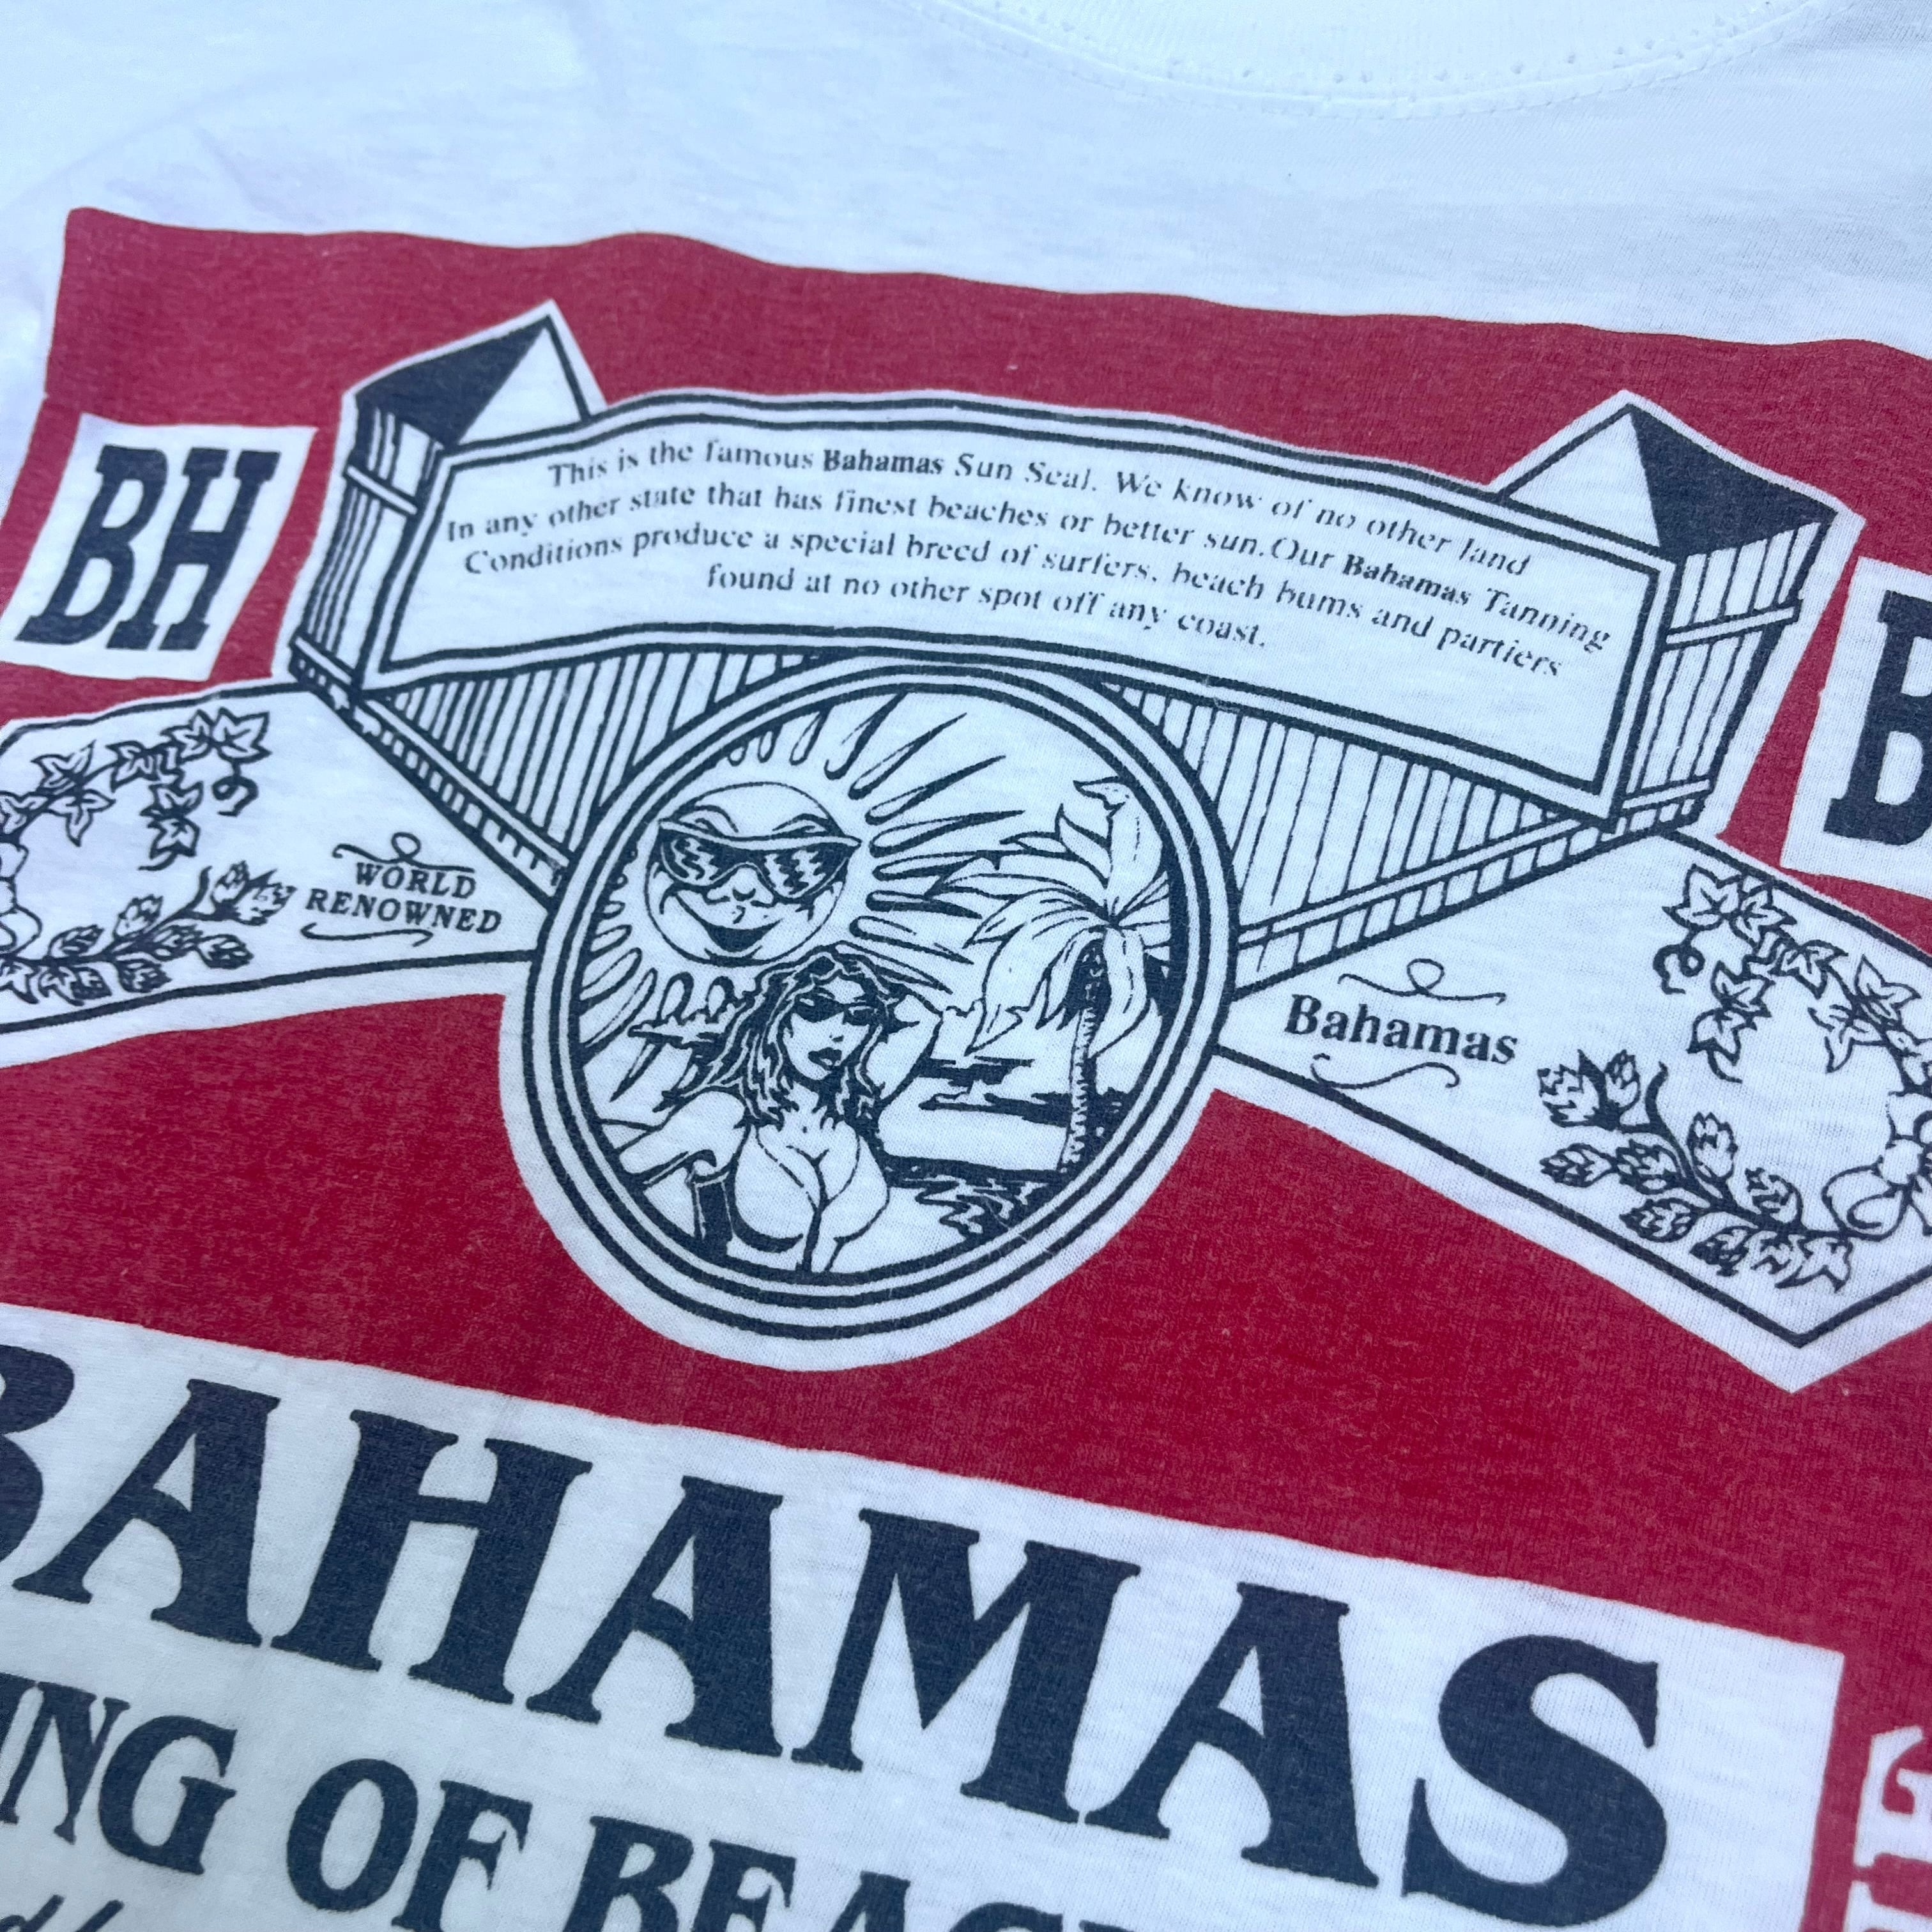 This is the famous Bahamas Sun Seal. We know of no other land
In any other state that has finest beaches or better sun. Our Bahamas Tanning
Conditions produce a special breed of surfers, beach bums and partiers
found at no other spot off any coast.
BH
WORLD
RENOWNED
Bahamas
BAHAMAS
OF